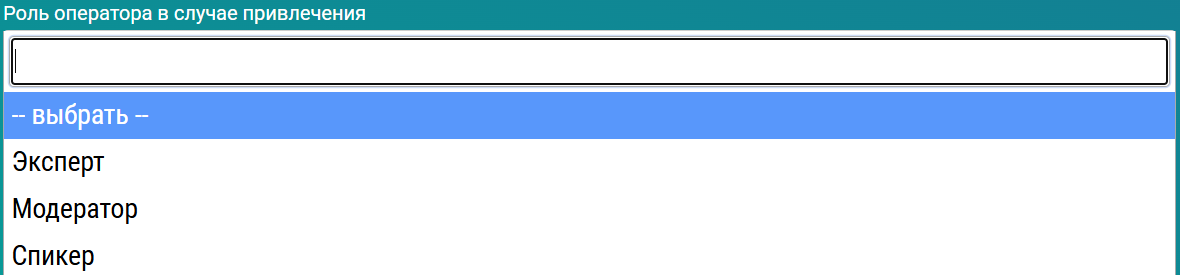 Роль оператора в случае привлечения
-- выбрать --
Эксперт
Модератор
Спикер